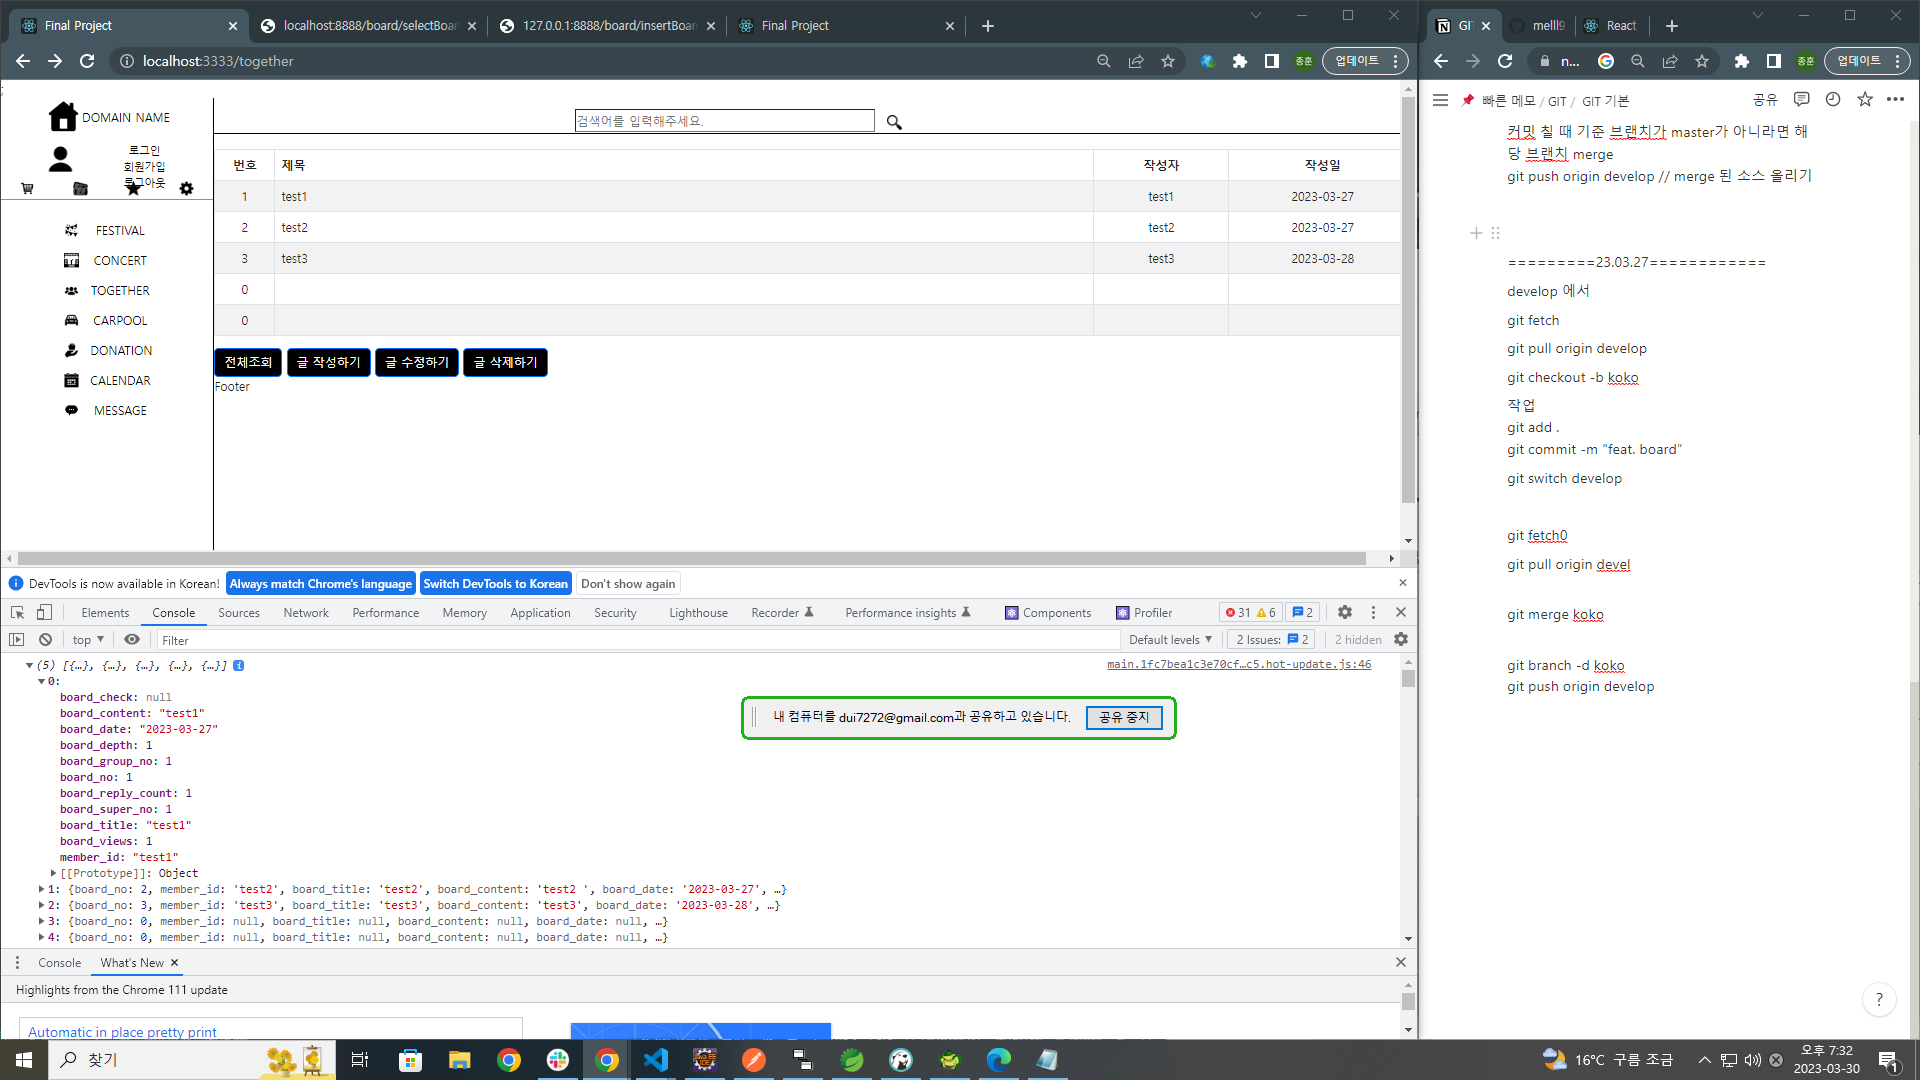 Final Project
localhost:8888/board/selectBoar
127.0.0.1:8888/board/insertBoar
Final Project
localhost:3333/together
종훈
업데이트
DOMAIN NAME
로그인
회원가입
로그아웃
FESTIVAL
CONCERT
TOGETHER
CARPOOL
DONATION
CALENDAR
MESSAGE
검색어를 입력해주세요.
번호 제목 작성자 작성일
1 test1 test1 2023-03-27
2 test2 test2 2023-03-27
3 test3 test3 2023-03-28
0
0
전체조회 글 작성하기 글 수정하기 글 삭제하기
Footer
DevTools is now available in Korean! Always match Chrome's language Switch DevTools to Korean Don't show again
Elements Console Sources Network Performance Memory Application Security Lighthouse Recorder Performance insights Components Profiler 31 6 2
top Filter Default levels 2 Issues: 2 2 hidden
(5) [{…}, {…}, {…}, {…}, {…}] main.1fc7bea1c3e70cf…c5.hot-update.js:46
0:
board_check: null
board_content: "test1"
board_date: "2023-03-27"
board_depth: 1
board_group_no: 1
board_no: 1
board_reply_count: 1
board_super_no: 1
board_title: "test1"
board_views: 1
member_id: "test1"
[[Prototype]]: Object
1: {board_no: 2, member_id: 'test2', board_title: 'test2', board_content: 'test2 ', board_date: '2023-03-27', …}
2: {board_no: 3, member_id: 'test3', board_title: 'test3', board_content: 'test3', board_date: '2023-03-28', …}
3: {board_no: 0, member_id: null, board_title: null, board_content: null, board_date: null, …}
4: {board_no: 0, member_id: null, board_title: null, board_content: null, board_date: null, …}
내 컴퓨터를 dui7272@gmail.com과 공유하고 있습니다. 공유 중지
Console What's New
Highlights from the Chrome 111 update
Automatic in place pretty print
GI
melll9
React
n...
종훈
업데이트
빠른 메모 / GIT / GIT 기본
공유
커밋 칠 때 기준 브랜치가 master가 아니라면 해
당 브랜치 merge
git push origin develop // merge 된 소스 올리기
=========23.03.27============
develop 에서
git fetch
git pull origin develop
git checkout -b koko
작업
git add .
git commit -m "feat. board"
git switch develop
git fetch0
git pull origin devel
git merge koko
git branch -d koko
git push origin develop
?
찾기
16°C 구름 조금
오후 7:32
2023-03-30
1